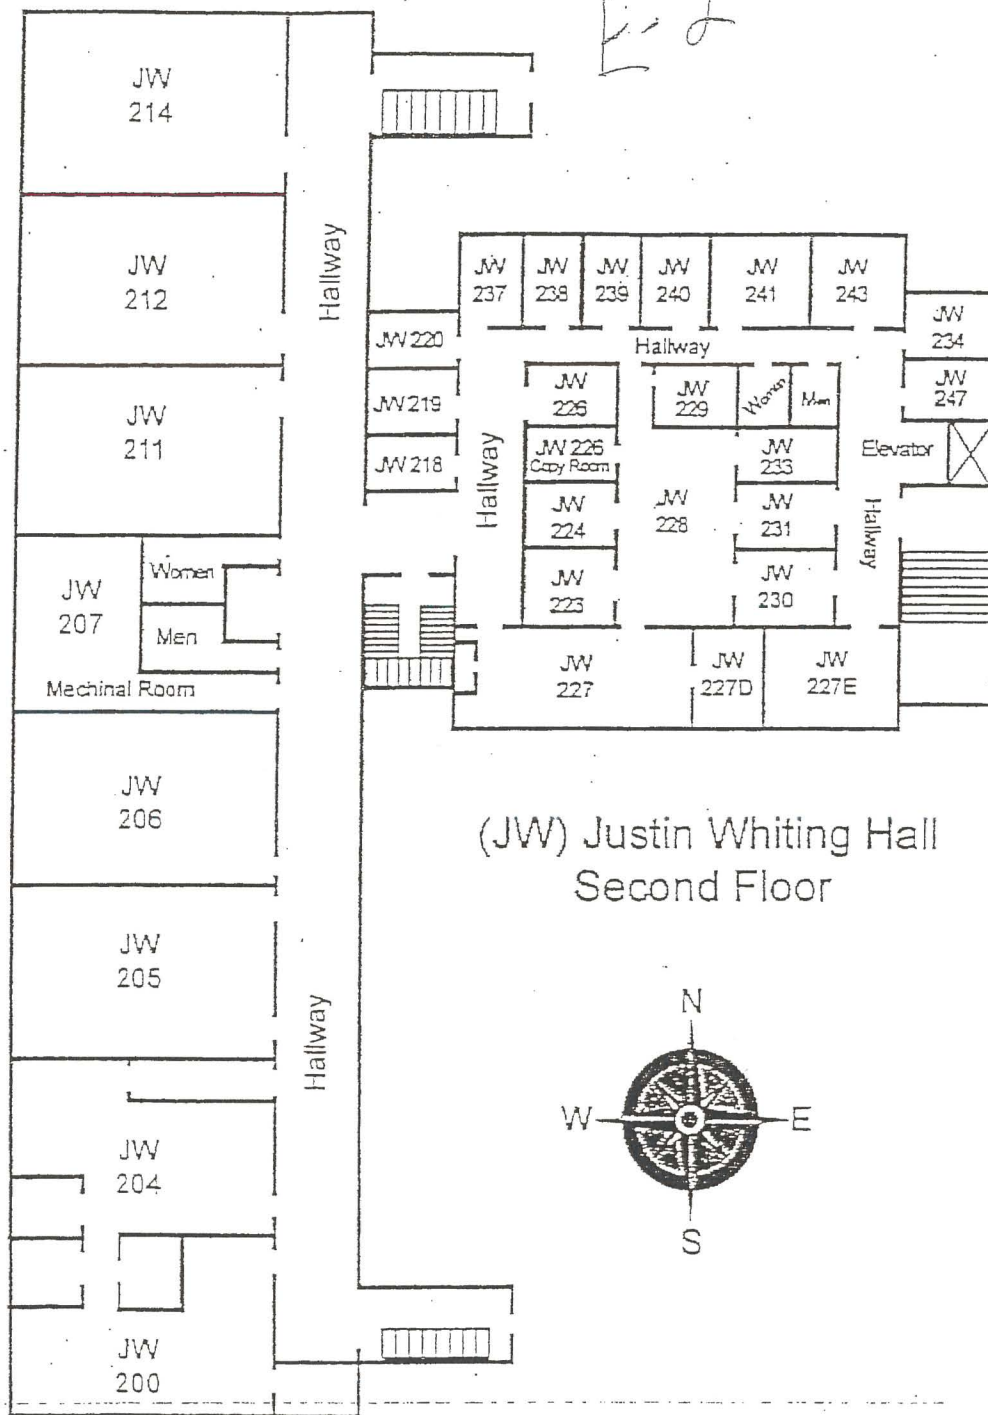 JW
214
JW
212
JW
211
Hallway
JW
207
Women
Men
Mechinal Room
JW
206
JW
205
JW
204
JW
200
Hallway
JW 220
JW 219
JW 218
JW
237
JW
238
JW
239
JW
240
JW
241
JW
243
JW
234
JW
247
Hallway
JW
226
JW
229
Women
Men
JW 226
Copy Room
JW
233
Elevator
Hallway
JW
224
JW
228
JW
231
Hallway
JW
223
JW
230
JW
227
JW
227D
JW
227E
(JW) Justin Whiting Hall
Second Floor
N
W
E
S